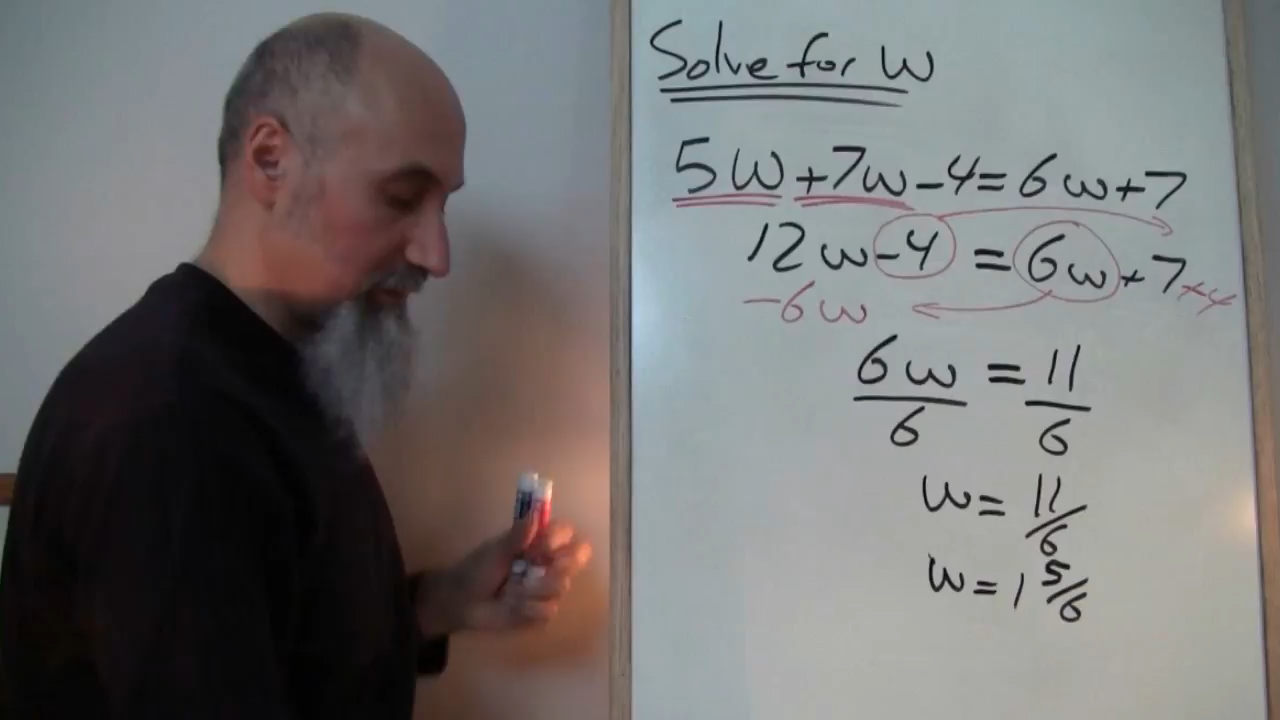 Solve for w
5w+7w-4=6w+7
12w-4=6w+7+4
-6w
6w/6=11/6
w=11/6
w=1 5/6